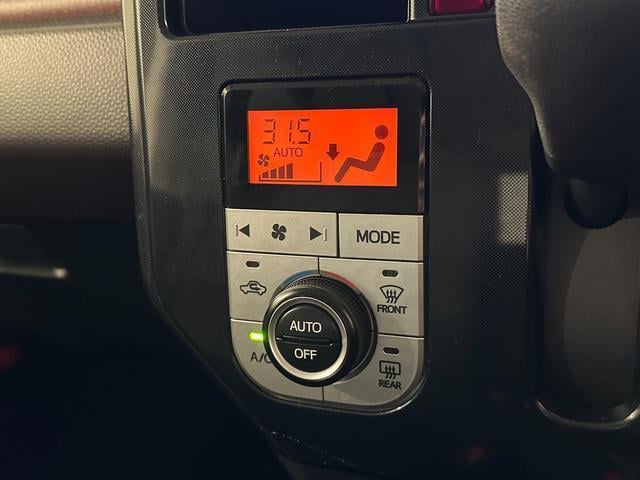 31.5
AUTO
MODE
FRONT
AUTO
OFF
A/C
REAR